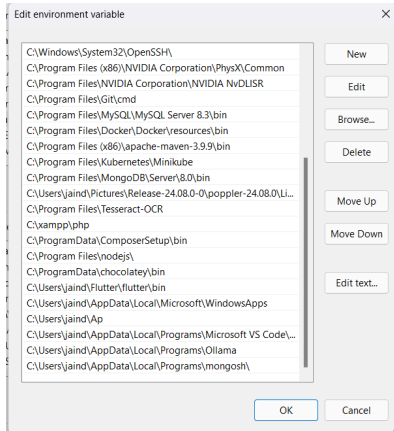 Edit environment variable
C:\Windows\System32\OpenSSH\
C:\Program Files (x86)\NVIDIA Corporation\PhysX\Common
C:\Program Files\NVIDIA Corporation\NVIDIA NvDLISR
C:\Program Files\Git\cmd
C:\Program Files\MySQL\MySQL Server 8.3\bin
C:\Program Files\Docker\Docker\resources\bin
C:\Program Files (x86)\apache-maven-3.9.9\bin
C:\Program Files\Kubernetes\Minikube
C:\Program Files\MongoDB\Server\8.0\bin
C:\Users\jaind\Pictures\Release-24.08.0-0\poppler-24.08.0\Li...
C:\Program Files\Tesseract-OCR
C:\xampp\php
C:\ProgramData\ComposerSetup\bin
C:\Program Files\nodejs\
C:\ProgramData\chocolatey\bin
C:\Users\jaind\Flutter\flutter\bin
C:\Users\jaind\AppData\Local\Microsoft\WindowsApps
C:\Users\jaind\Ap
C:\Users\jaind\AppData\Local\Programs\Microsoft VS Code\...
C:\Users\jaind\AppData\Local\Programs\Ollama
C:\Users\jaind\AppData\Local\Programs\mongosh\
New
Edit
Browse...
Delete
Move Up
Move Down
Edit text...
OK
Cancel